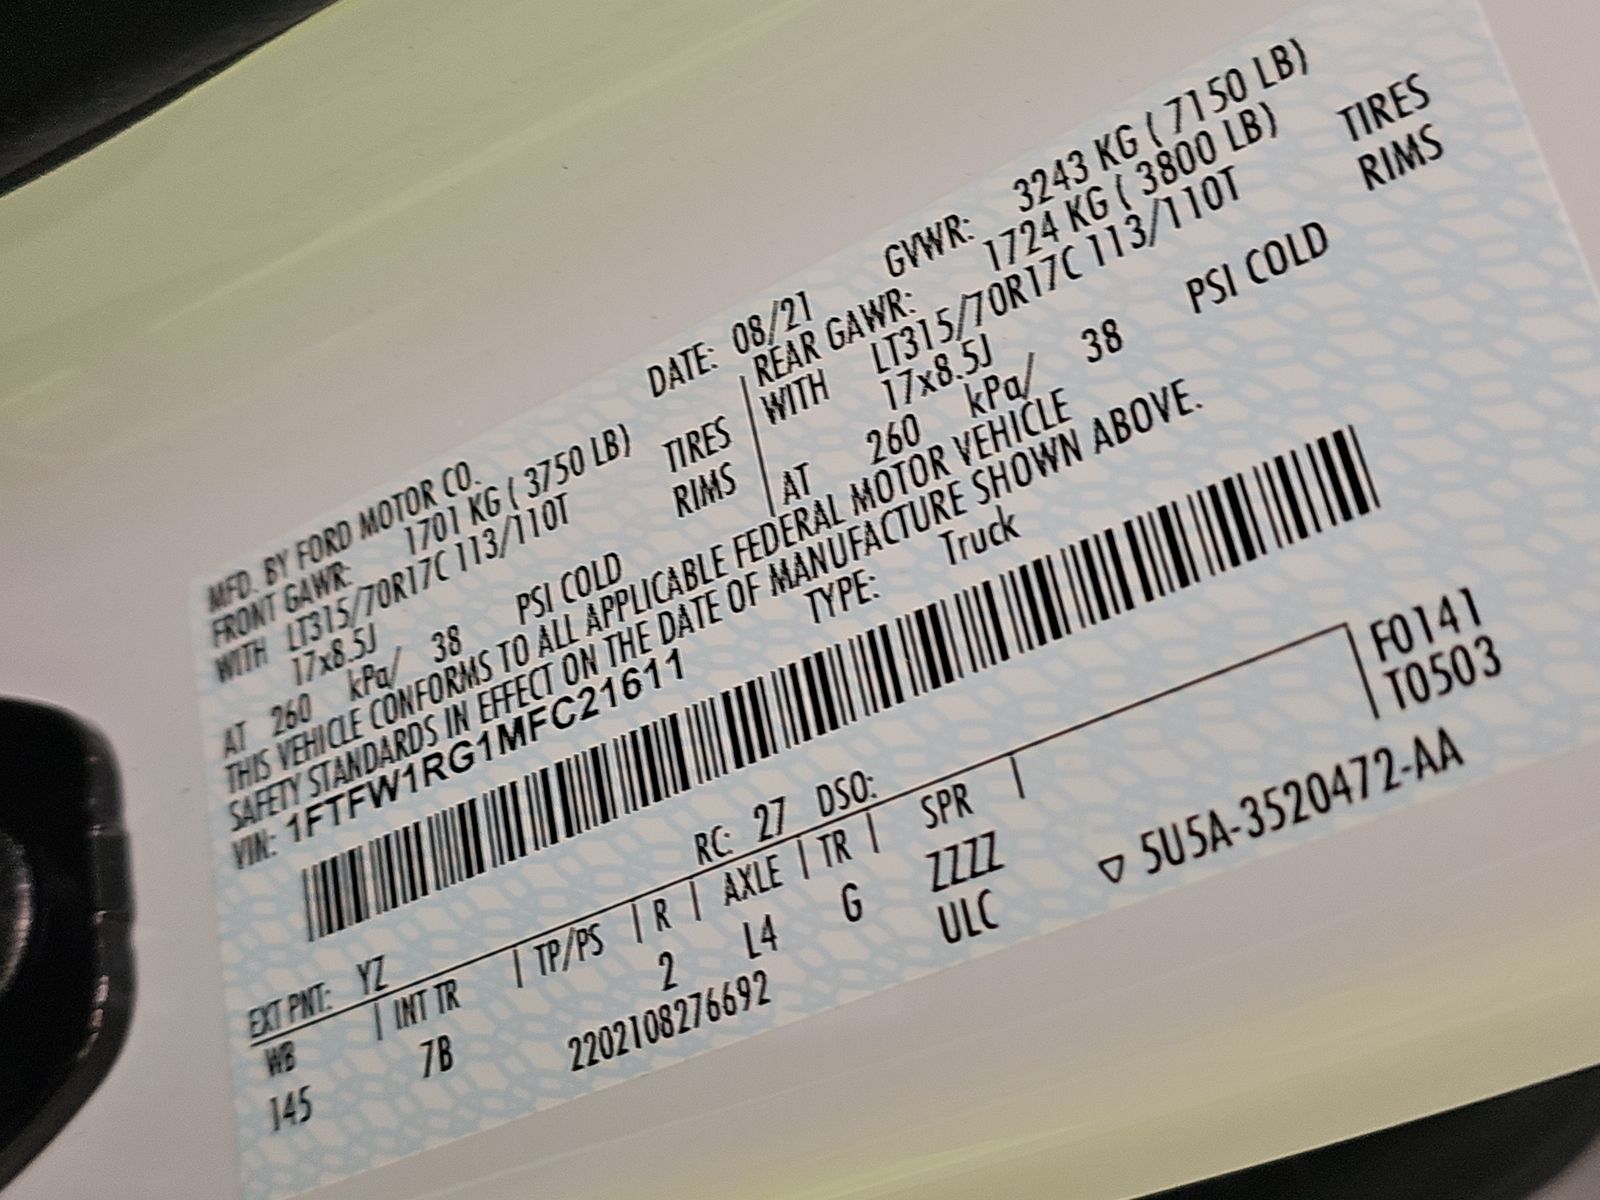 MFD. BY FORD MOTOR CO. DATE: 08/21 GVWR: 3243 KG ( 7150 LB)
FRONT GAWR: 1701 KG ( 3750 LB) REAR GAWR: 1724 KG ( 3800 LB)
WITH LT315/70R17C 113/110T TIRES WITH LT315/70R17C 113/110T TIRES
17x8.5J RIMS 17x8.5J RIMS
AT 260 kPa/ 38 PSI COLD AT 260 kPa/ 38 PSI COLD
THIS VEHICLE CONFORMS TO ALL APPLICABLE FEDERAL MOTOR VEHICLE
SAFETY STANDARDS IN EFFECT ON THE DATE OF MANUFACTURE SHOWN ABOVE.
VIN: 1FTFW1RG1MFC21611 TYPE: Truck
F0141
EXT PNT: YZ RC: 27 DSO: T0503
WB | INT TR | TP/PS | R | AXLE | TR | SPR |
145 7B 2 L4 G ZZZZ
2202108276692 ULC
▽ 5U5A-3520472-AA